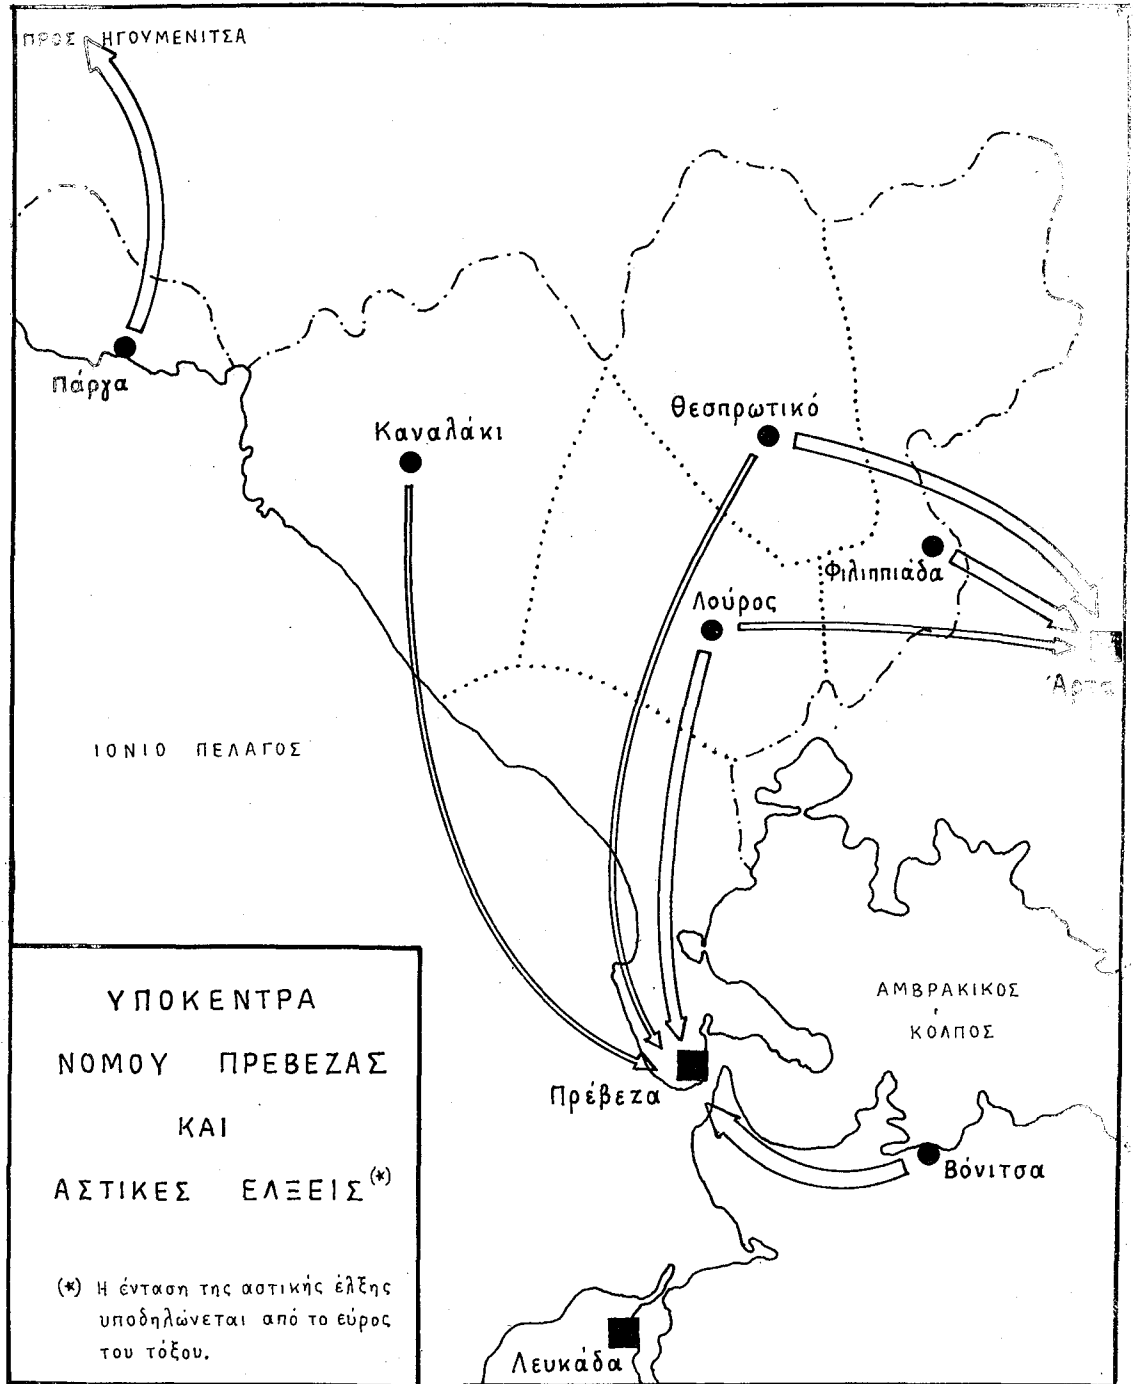 ΠΡΟΣ ΗΓΟΥΜΕΝΙΤΣΑ
Πάργα
Καναλάκι
Θεσπρωτικό
Φιλιππιάδα
Λούρος
Άρτα
ΙΟΝΙΟ ΠΕΛΑΓΟΣ
ΑΜΒΡΑΚΙΚΟΣ
ΚΟΛΠΟΣ
Πρέβεζα
Βόνιτσα
Λευκάδα
ΥΠΟΚΕΝΤΡΑ
ΝΟΜΟΥ ΠΡΕΒΕΖΑΣ
ΚΑΙ
ΑΣΤΙΚΕΣ ΕΛΞΕΙΣ (*)
(*) Η ένταση της αστικής έλξης
υποδηλώνεται από το εύρος
του τόξου.